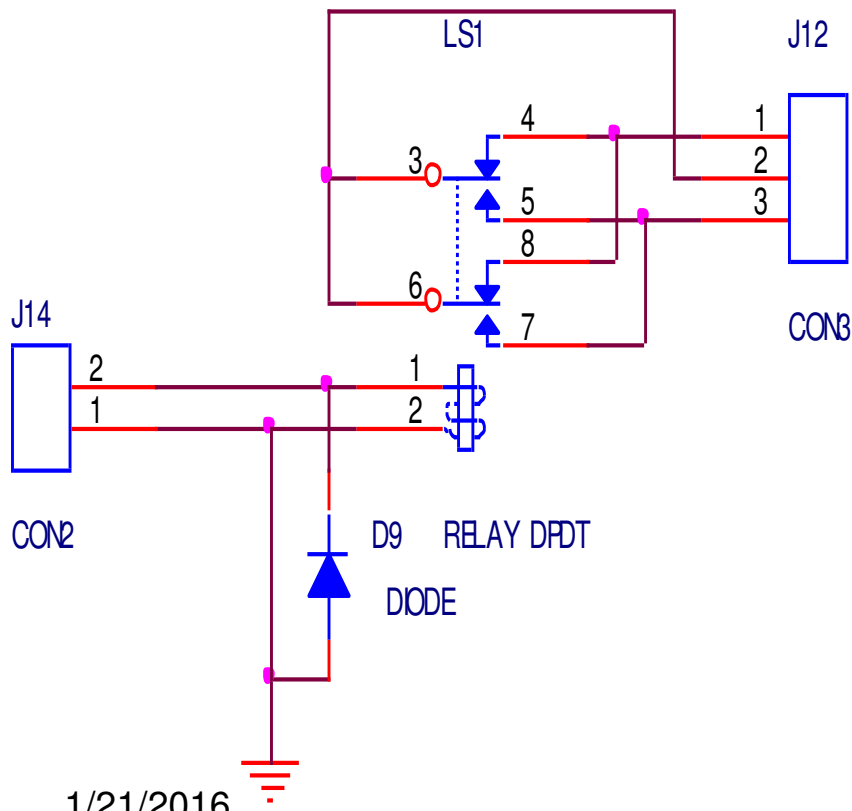 LS1 J12
4 1
3 2
5 3
8
6
J14 7 CON3
2 1
1 2
CON2 D9 RELAY DPDT
DIODE
1/21/2016